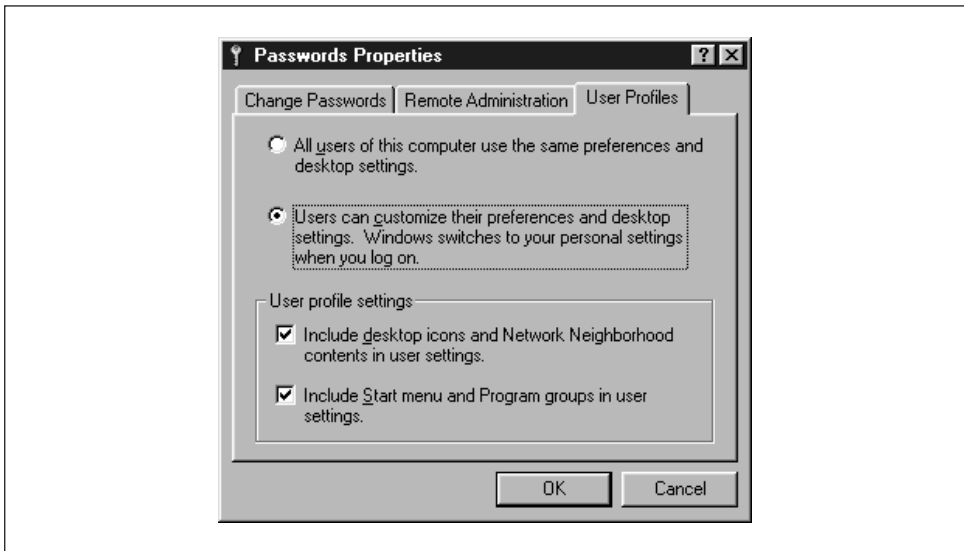 Passwords Properties
Change Passwords
Remote Administration
User Profiles
All users of this computer use the same preferences and
desktop settings.
Users can customize their preferences and desktop
settings. Windows switches to your personal settings
when you log on.
User profile settings
Include desktop icons and Network Neighborhood
contents in user settings.
Include Start menu and Program groups in user
settings.
OK
Cancel